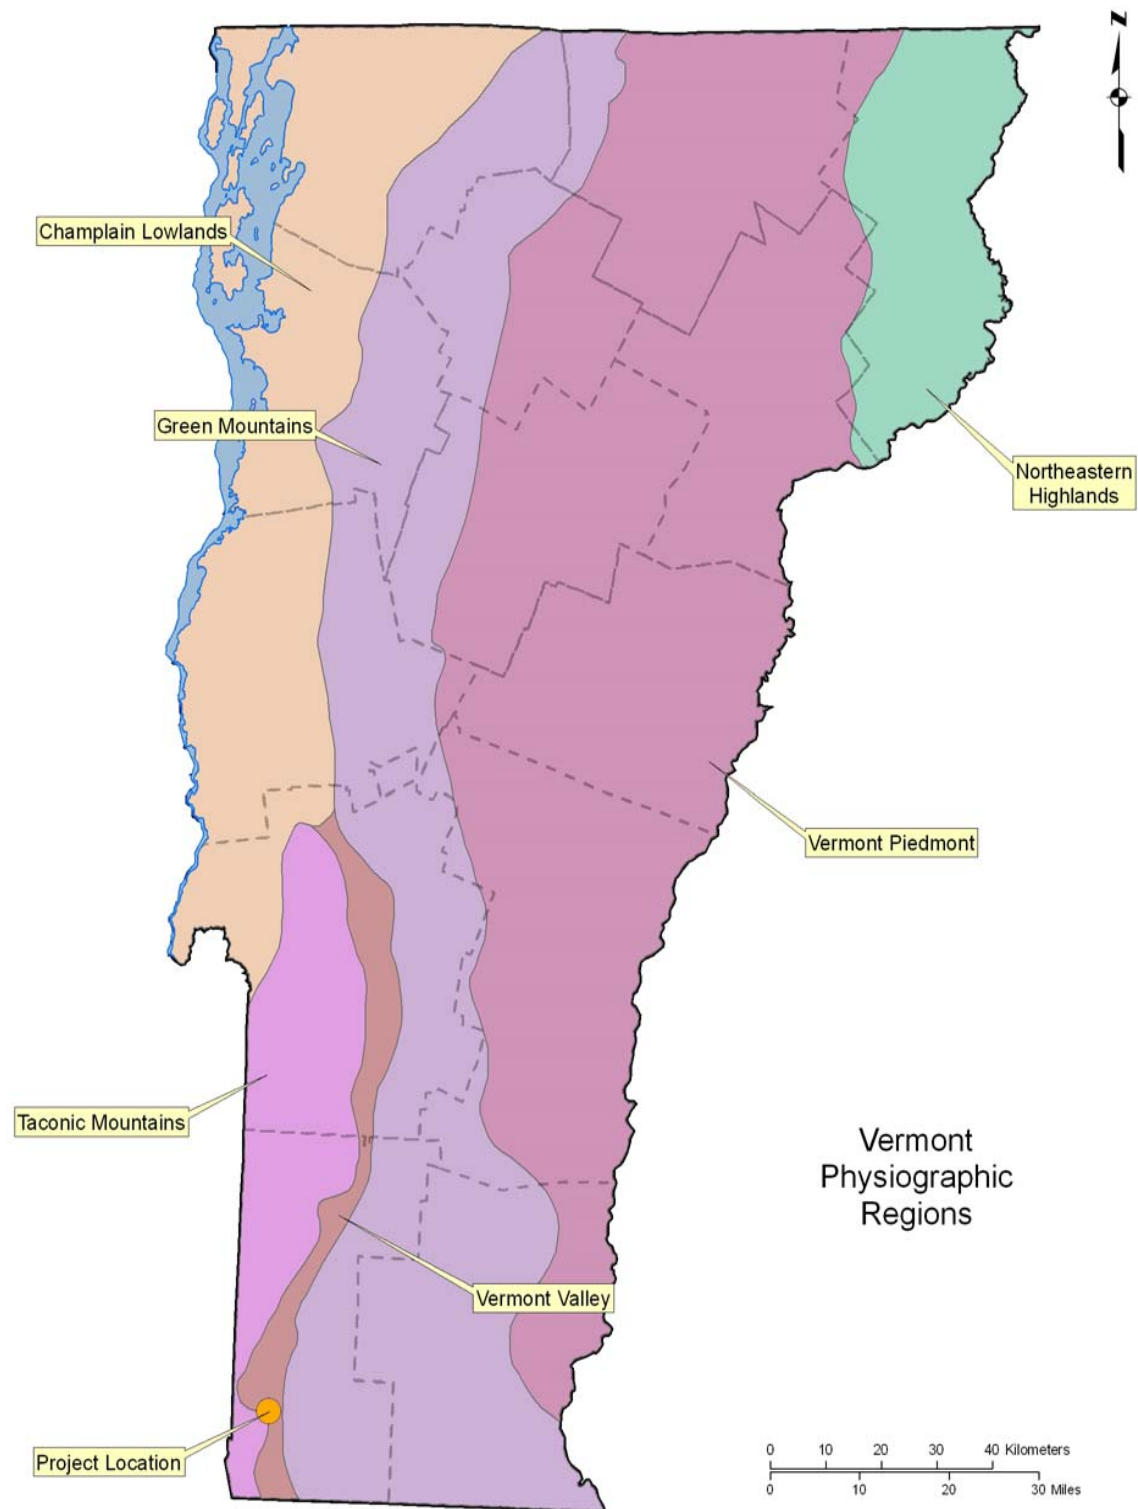 N
Champlain Lowlands
Green Mountains
Northeastern
Highlands
Vermont Piedmont
Taconic Mountains
Vermont
Physiographic
Regions
Vermont Valley
Project Location
0 10 20 30 40 Kilometers
0 10 20 30 Miles